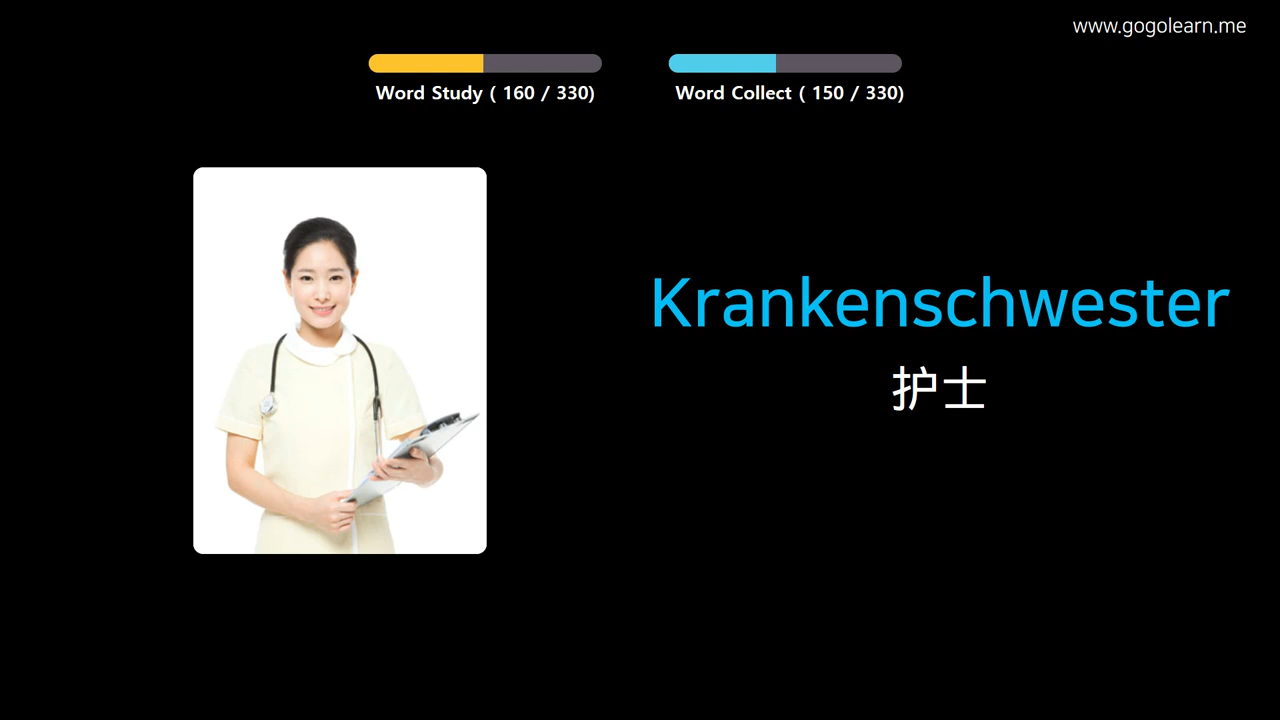 www.gogolearn.me
Word Study ( 160 / 330)
Word Collect ( 150 / 330)
Krankenschwester
护士